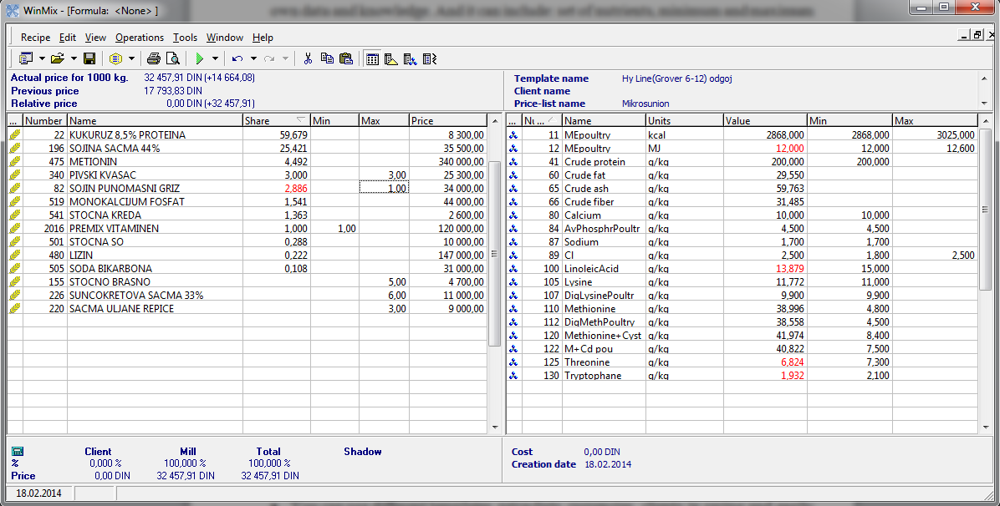 own data and knowledge. And it can include: set of nutrients, minimum and maximum
WinMix - [Formula: <None> ]
Recipe Edit View Operations Tools Window Help
Actual price for 1000 kg. 32 457,91 DIN (+14 664,08)
Previous price 17 793,83 DIN
Relative price 0,00 DIN (+32 457,91)
Template name Hy Line(Grover 6-12) odgoj
Client name
Price-list name Mikrosunion
... Number Name Share Min Max Price
22 KUKURUZ 8,5% PROTEINA 59,679 8 300,00
196 SOJINA SACMA 44% 25,421 35 500,00
475 METIONIN 4,492 340 000,00
340 PIVSKI KVASAC 3,000 3,00 25 300,00
82 SOJIN PUNOMASNI GRIZ 2,886 1,00 34 000,00
519 MONOKALCIJUM FOSFAT 1,541 44 000,00
541 STOCNA KREDA 1,363 2 600,00
2016 PREMIX VITAMINEN 1,000 1,00 120 000,00
501 STOCNA SO 0,288 10 000,00
480 LIZIN 0,222 147 000,00
505 SODA BIKARBONA 0,108 31 000,00
155 STOCNO BRASNO 5,00 4 700,00
226 SUNCOKRETOVA SACMA 33% 6,00 11 000,00
220 SACMA ULJANE REPICE 3,00 9 000,00
... Nu... Name Units Value Min Max
11 MEpoultry kcal 2868,000 2868,000 3025,000
12 MEpoultry MJ 12,000 12,000 12,600
41 Crude protein g/kg 200,000 200,000
60 Crude fat g/kg 29,550
65 Crude ash g/kg 59,763
66 Crude fiber g/kg 31,485
80 Calcium g/kg 10,000 10,000
84 AvPhosphrPoultr g/kg 4,500 4,500
87 Sodium g/kg 1,700 1,700
89 Cl g/kg 2,500 1,800 2,500
100 LinoleicAcid g/kg 13,879 15,000
105 Lysine g/kg 11,772 11,000
107 DigLysinePoultr g/kg 9,900 9,900
110 Methionine g/kg 38,996 4,800
112 DigMethPoultry g/kg 38,558 4,500
120 Methionine+Cyst g/kg 41,974 8,400
122 M+Cd pou g/kg 40,822 7,500
125 Threonine g/kg 6,824 7,300
130 Tryptophane g/kg 1,932 2,100
Client Mill Total Shadow
% 0,000 % 100,000 % 100,000 %
Price 0,00 DIN 32 457,91 DIN 32 457,91 DIN
Cost 0,00 DIN
Creation date 18.02.2014
18.02.2014